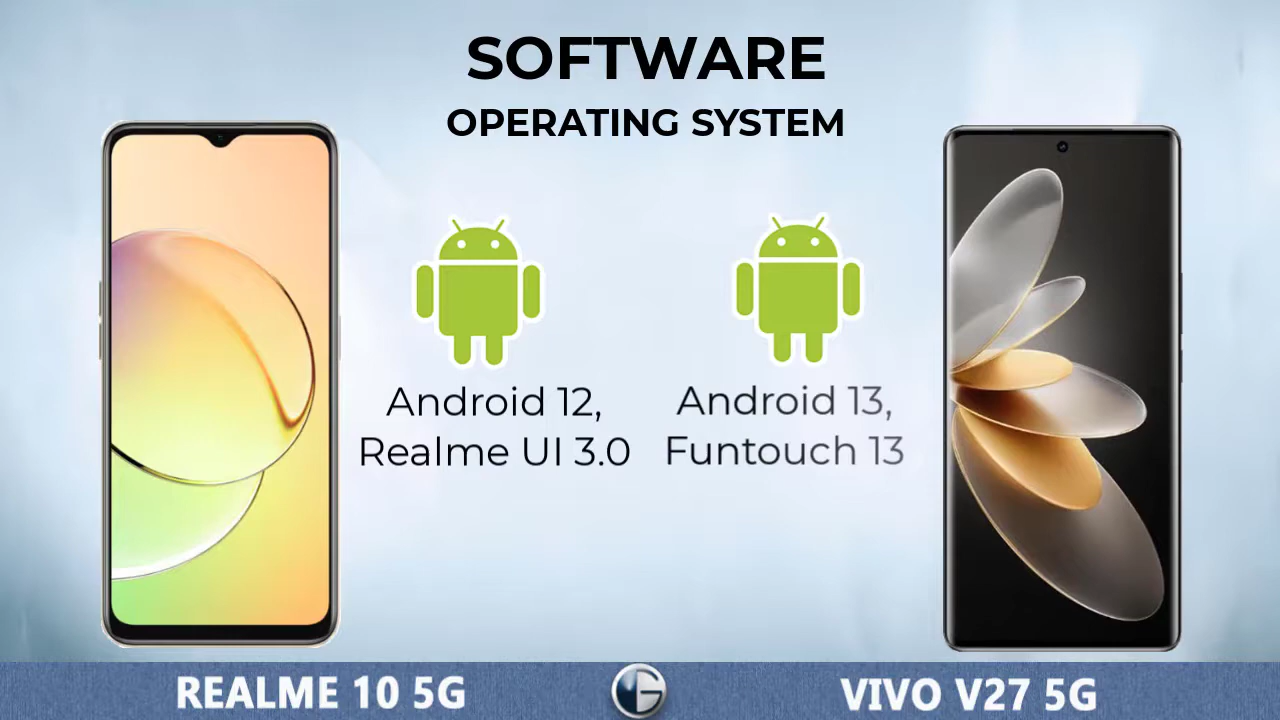 SOFTWARE
OPERATING SYSTEM
Android 12,
Realme UI 3.0
Android 13,
Funtouch 13
REALME 10 5G
G
VIVO V27 5G